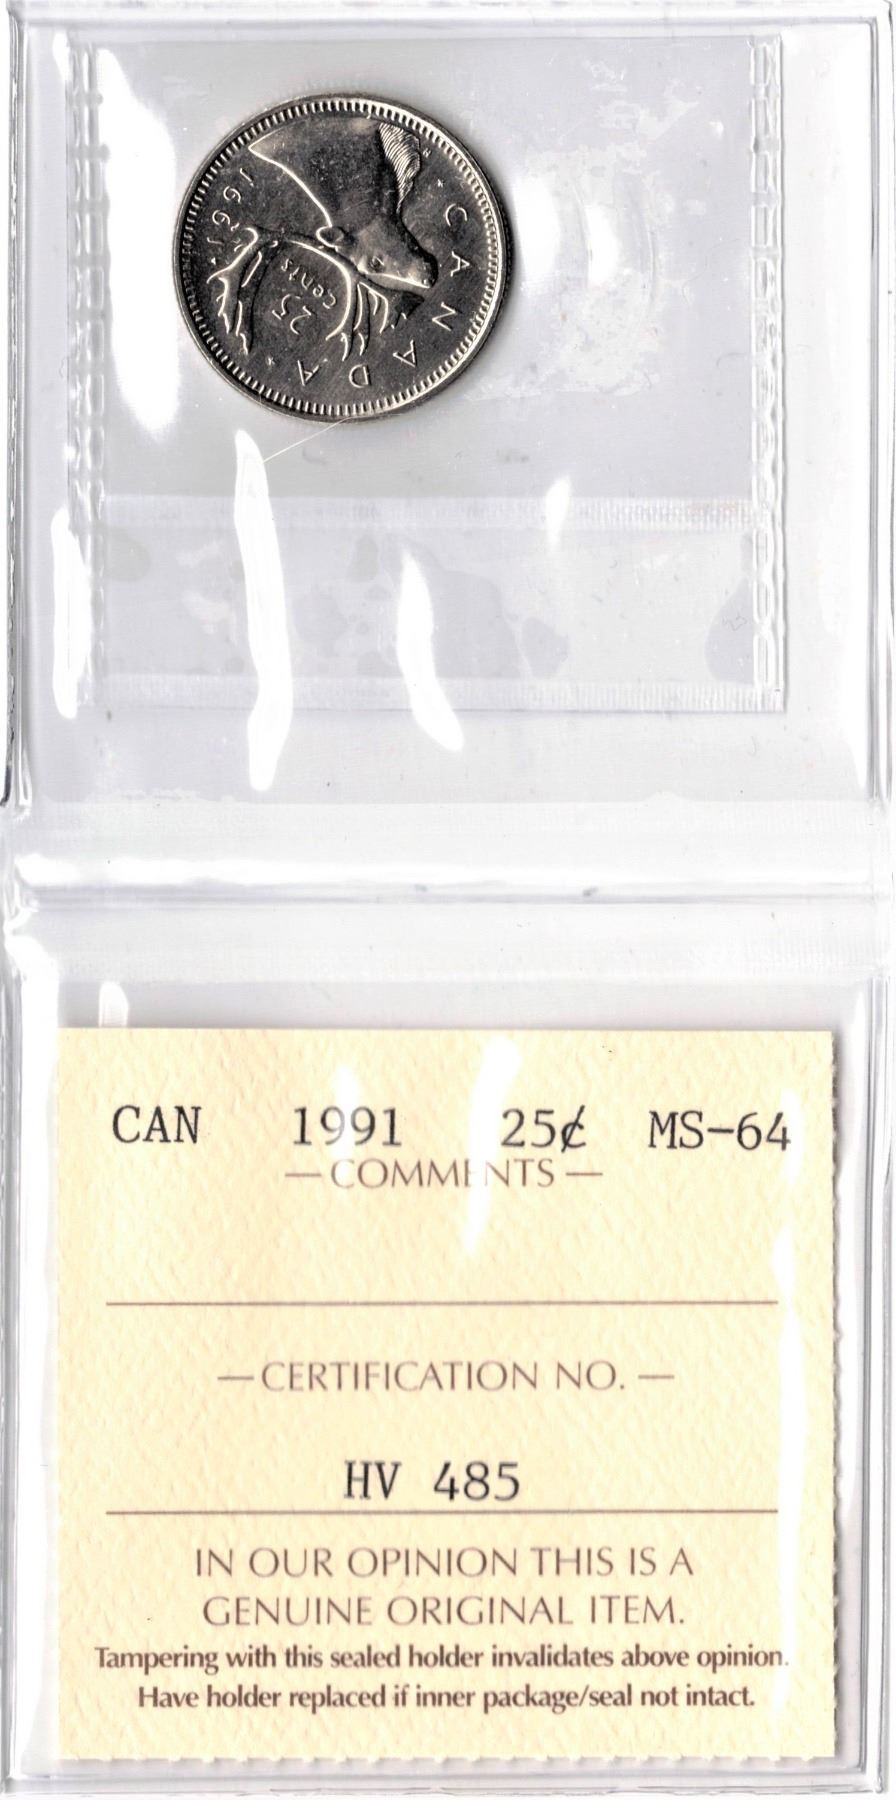 CANADA
25
cents
1991
H
CAN 1991 25¢ MS-64
— COMMENTS —
— CERTIFICATION NO. —
HV 485
IN OUR OPINION THIS IS A
GENUINE ORIGINAL ITEM.
Tampering with this sealed holder invalidates above opinion.
Have holder replaced if inner package/seal not intact.